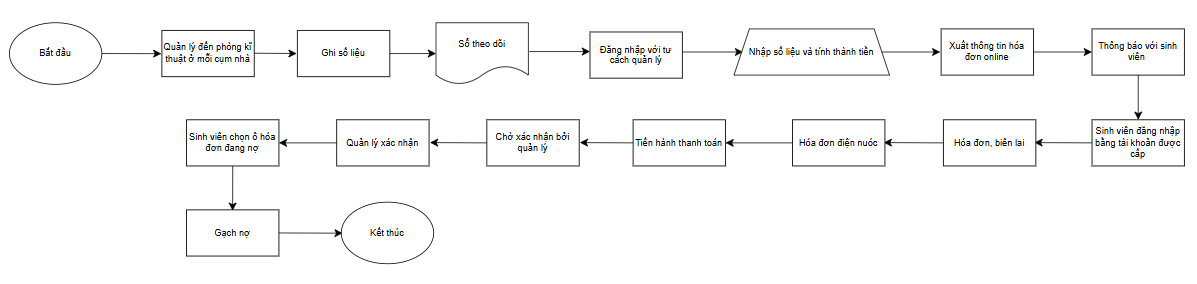 Bắt đầu
Quản lý đến phòng kĩ
thuật ở mỗi cụm nhà
Ghi số liệu
Sổ theo dõi
Đăng nhập với tư
cách quản lý
Nhập số liệu và tính thành tiền
Xuất thông tin hóa
đơn online
Thông báo với sinh
viên
Sinh viên đăng nhập
bằng tài khoản được
cấp
Hóa đơn, biên lai
Hóa đơn điện nuóc
Tiến hành thanh toán
Chờ xác nhận bởi
quản lý
Quản lý xác nhận
Sinh viên chọn ô hóa
đơn đang nợ
Gạch nợ
Kết thúc